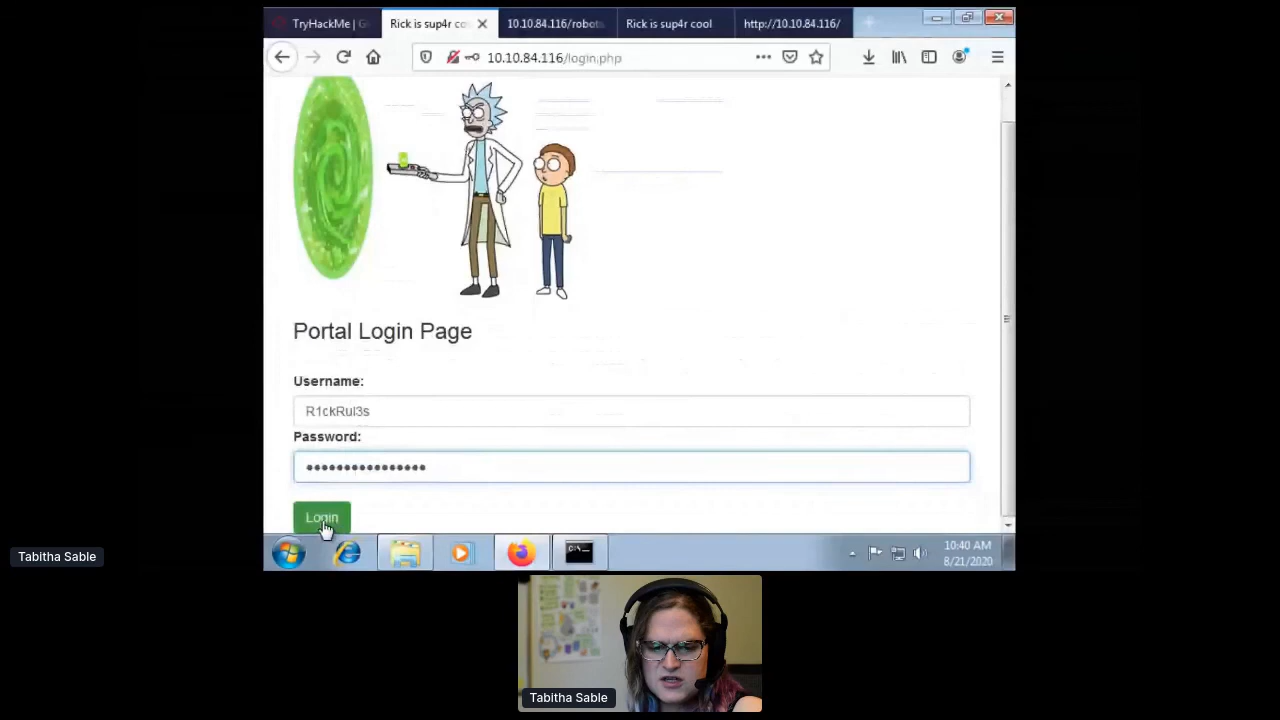 TryHackMe | G
Rick is sup4r co
10.10.84.116/robots
Rick is sup4r cool
http://10.10.84.116/
10.10.84.116/login.php
Portal Login Page
Username:
R1ckRul3s
Password:
••••••••••••••••
Login
C:\
10:40 AM
8/21/2020
Tabitha Sable
Tabitha Sable